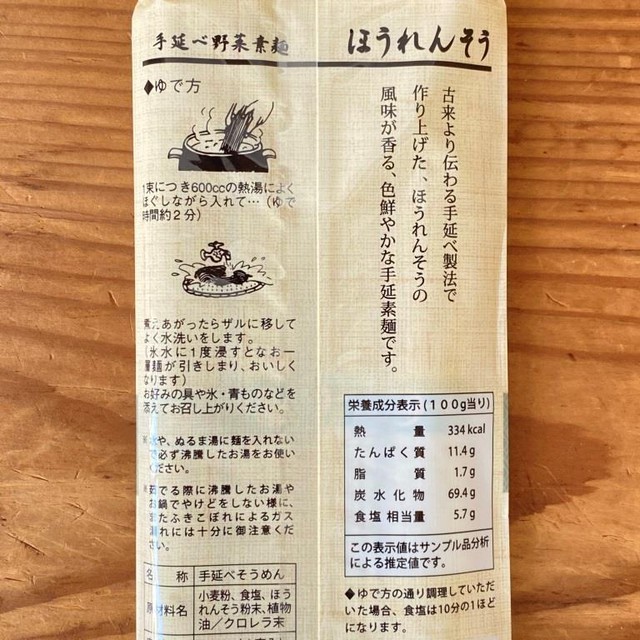 手延べ野菜素麺
ほうれんそう
古来より伝わる手延べ製法で
作り上げた、ほうれんそうの
風味が香る、色鮮やかな手延素麺です。
◆ゆで方
1束につき600ccの熱湯によく
ほぐしながら入れて…(ゆで
時間約2分)
煮えあがったらザルに移して
よく水洗いをします。
(氷水に1度浸すとなお一
層麺が引きしまり、おいしく
なります)
お好みの具や氷・青ものなどを
添えてお召し上がりください。
※水や、ぬるま湯に麺を入れない
で必ず沸騰したお湯をお使い
ください。
※茹でる際に沸騰したお湯や
お鍋でやけどをしない様に、
またふきこぼれによるガス
漏れには十分に御注意くだ
さい。
名 称 手延べそうめん
原材料名 小麦粉、食塩、ほう
れんそう粉末、植物
油/クロレラ末
栄養成分表示(100g当り)
熱量 334kcal
たんぱく質 11.4g
脂質 1.7g
炭水化物 69.4g
食塩相当量 5.7g
この表示値はサンプル品分析
による推定値です。
◆ゆで方の通り調理していただ
いた場合、食塩は10分の1ほど
になります。